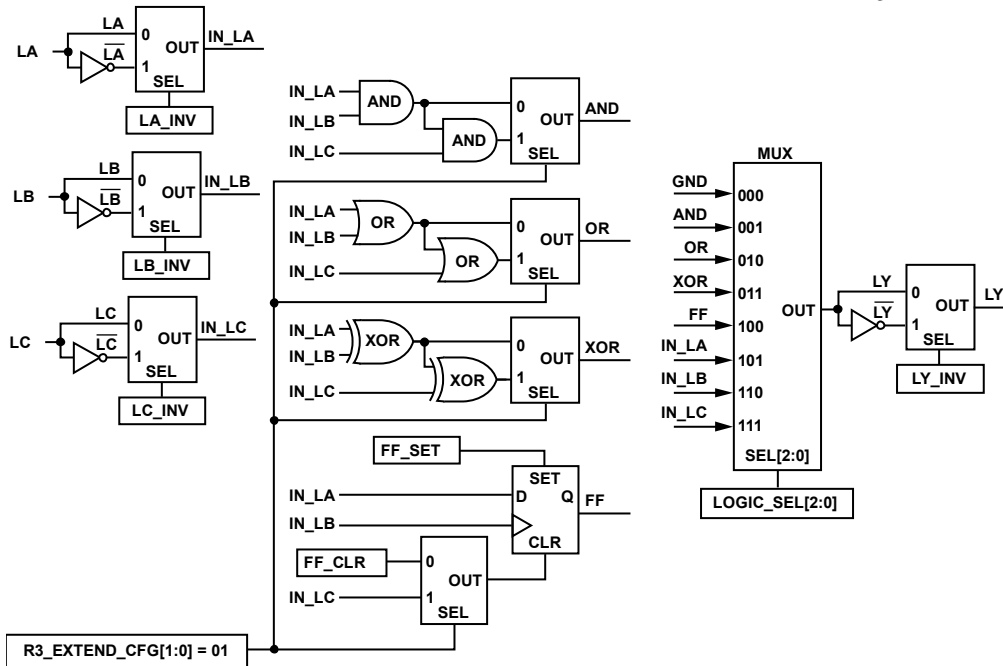 LA
LA
LA
0
1
OUT
SEL
IN_LA
LA_INV
LB
LB
LB
0
1
OUT
SEL
IN_LB
LB_INV
LC
LC
LC
0
1
OUT
SEL
IN_LC
LC_INV
IN_LA
IN_LB
IN_LC
AND
AND
0
1
OUT
SEL
AND
IN_LA
IN_LB
IN_LC
OR
OR
0
1
OUT
SEL
OR
IN_LA
IN_LB
IN_LC
XOR
XOR
0
1
OUT
SEL
XOR
FF_SET
IN_LA
IN_LB
SET
D
Q
CLR
FF
FF_CLR
IN_LC
0
1
OUT
SEL
R3_EXTEND_CFG[1:0] = 01
MUX
GND
000
AND
001
OR
010
XOR
011
FF
100
IN_LA
101
IN_LB
110
IN_LC
111
OUT
SEL[2:0]
LOGIC_SEL[2:0]
LY
LY
0
1
OUT
SEL
LY
LY_INV